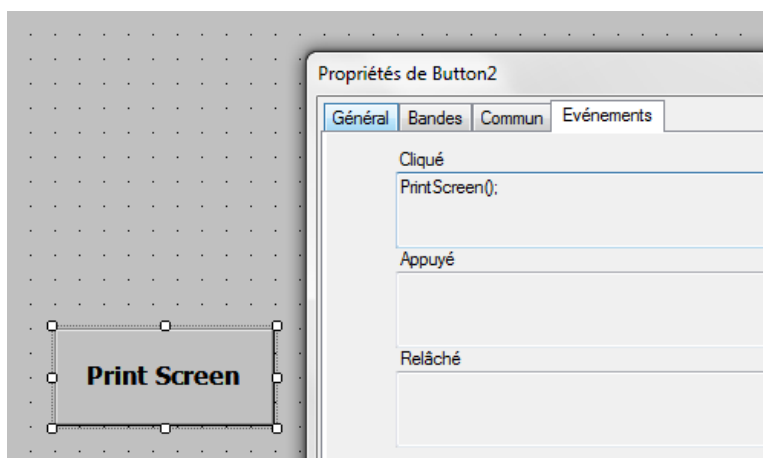 Propriétés de Button2
Général Bandes Commun Evénements
Cliqué
PrintScreen();
Appuyé
Print Screen
Relâché